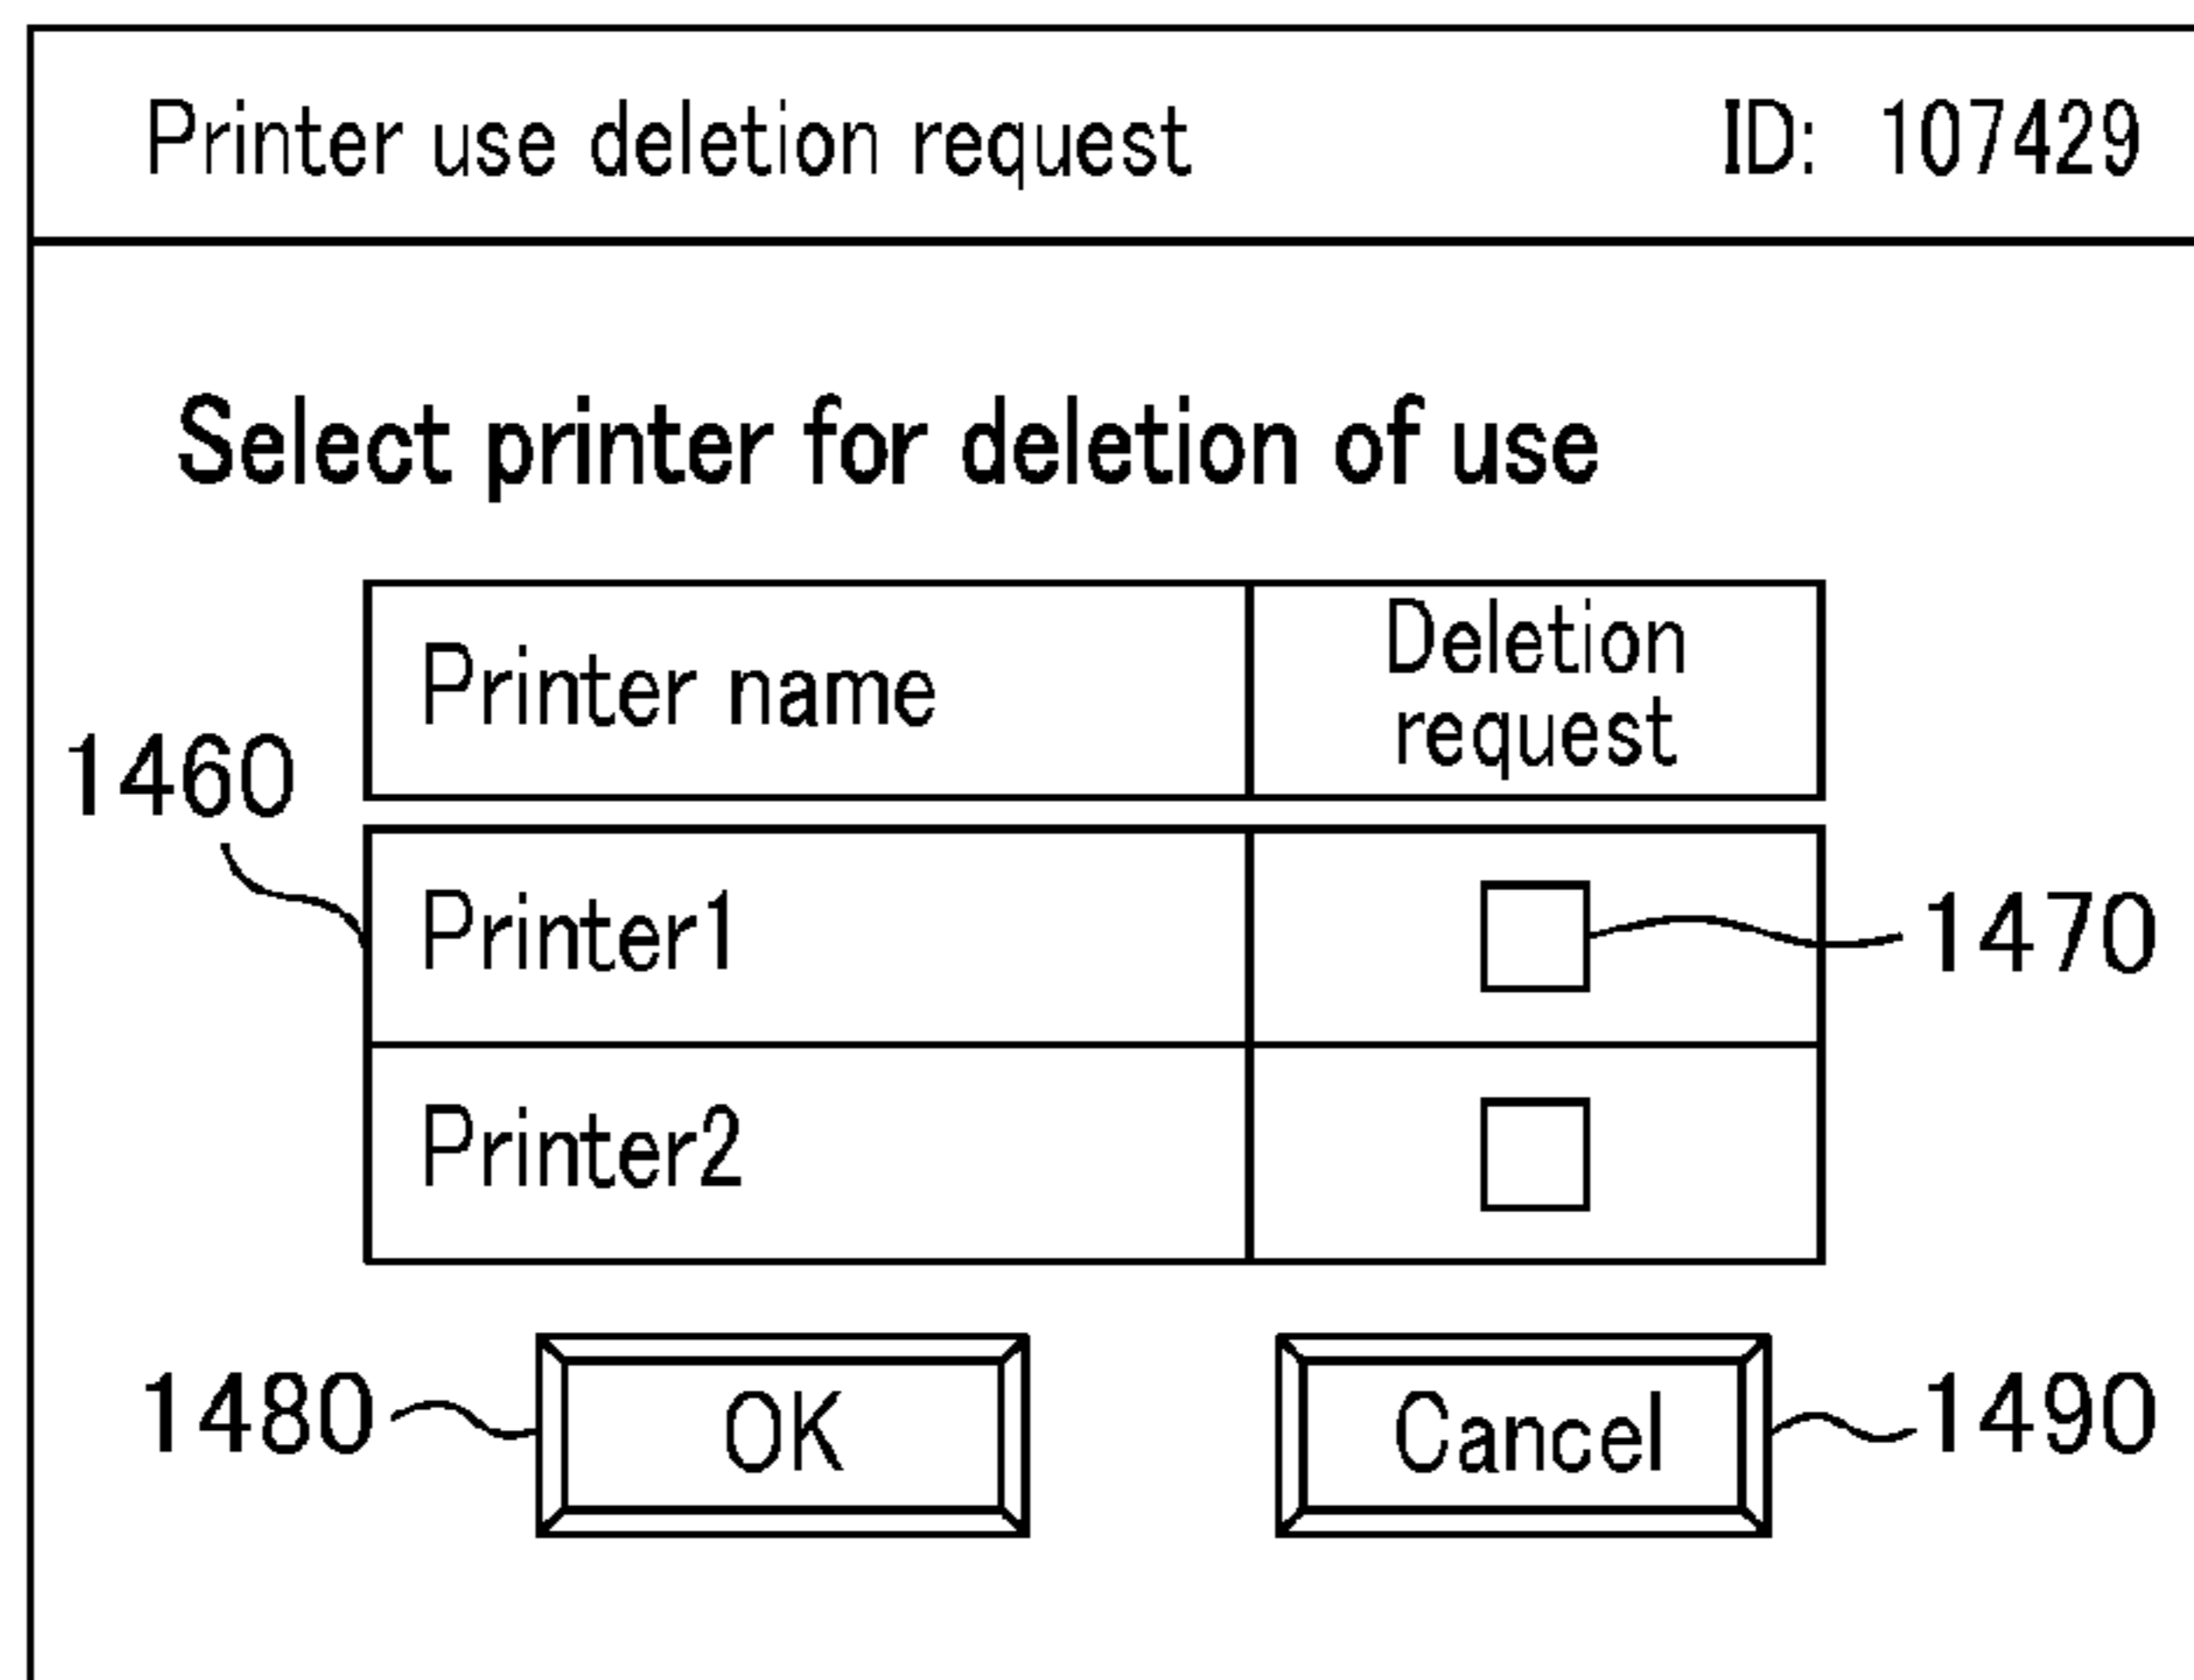 Printer use deletion request ID: 107429
Select printer for deletion of use
Printer name Deletion request
1460
Printer1 1470
Printer2
1480 OK Cancel 1490